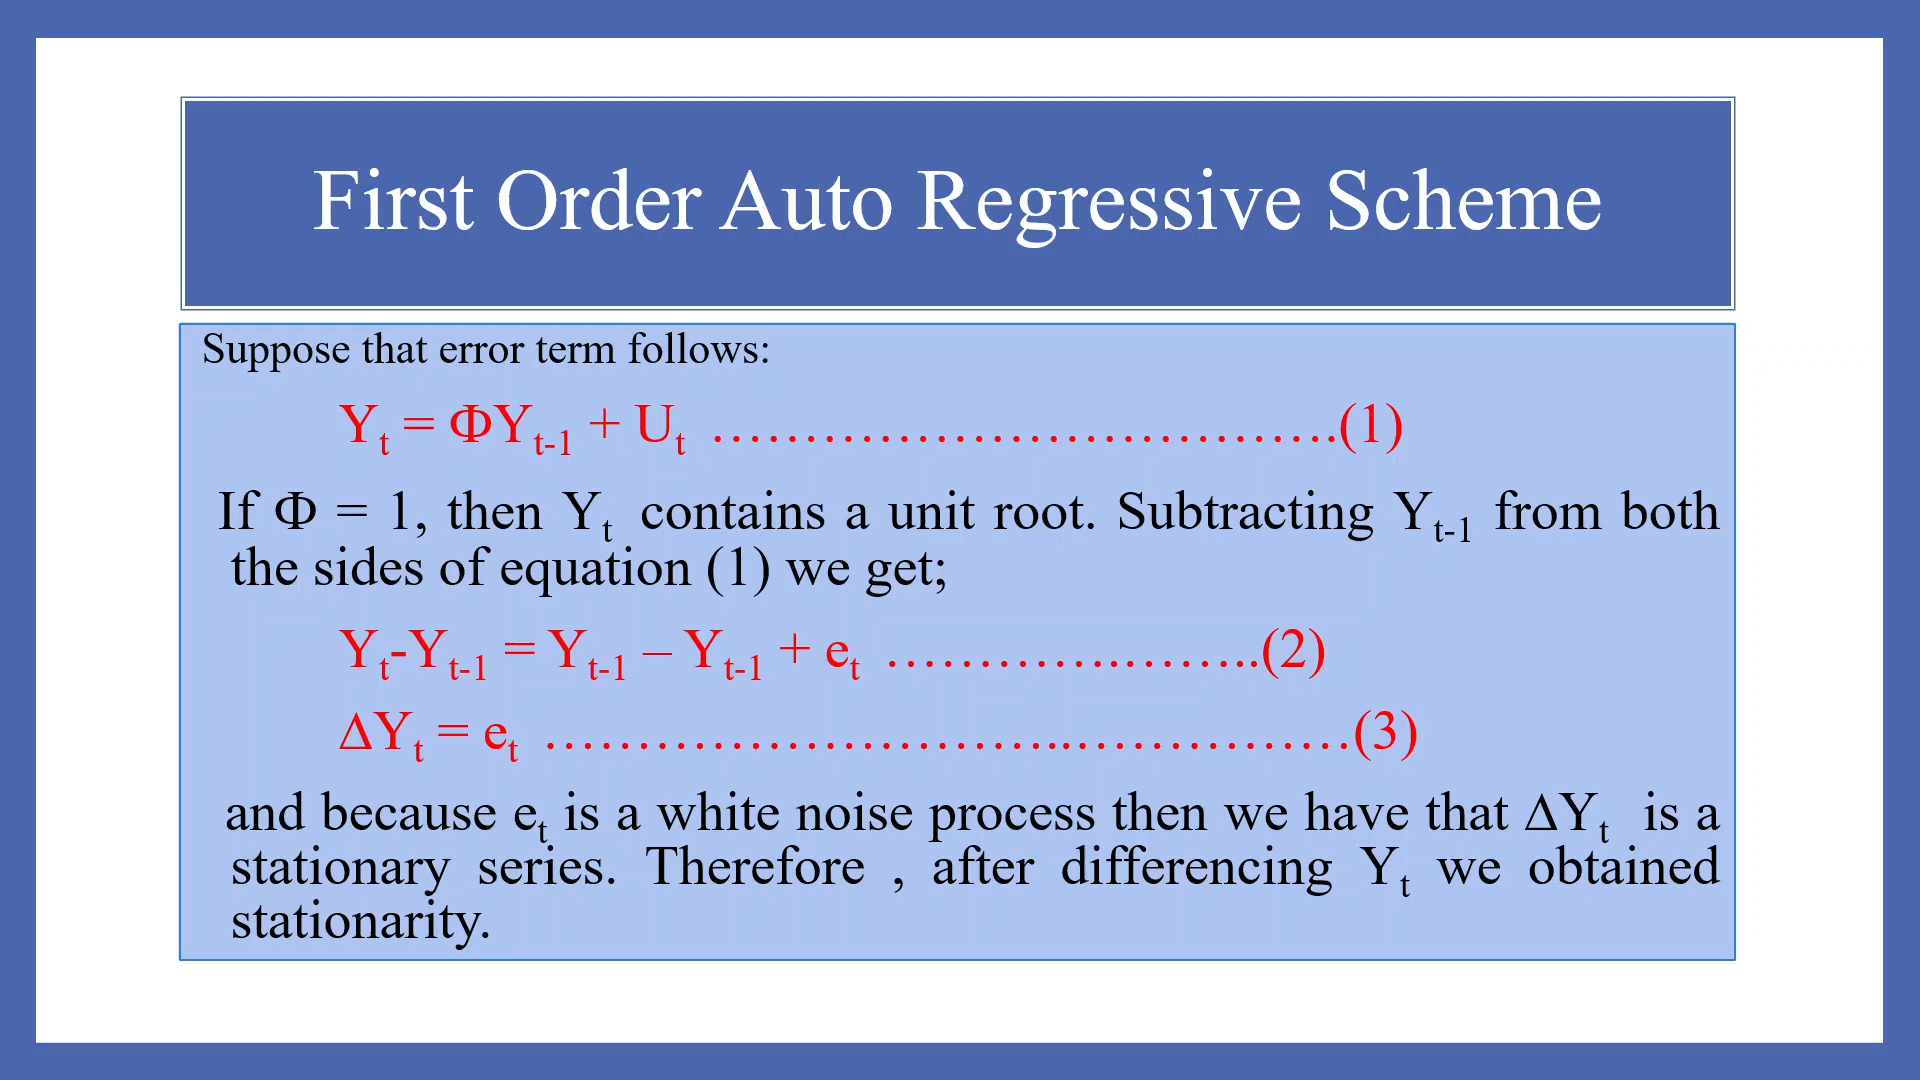 First Order Auto Regressive Scheme
Suppose that error term follows:
Yt = ΦYt-1 + Ut ……………………………….(1)
If Φ = 1, then Yt contains a unit root. Subtracting Yt-1 from both
the sides of equation (1) we get;
Yt-Yt-1 = Yt-1 – Yt-1 + et ………….……..(2)
ΔYt = et ………………………..……………(3)
and because et is a white noise process then we have that ΔYt is a
stationary series. Therefore , after differencing Yt we obtained
stationarity.